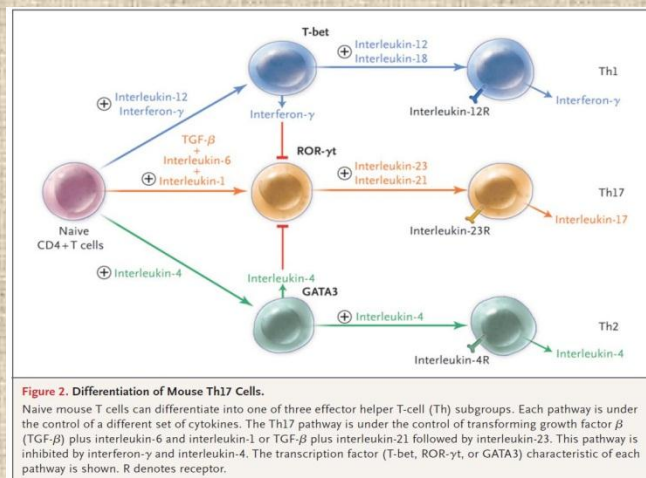 T-bet
⊕ Interleukin-12
Interleukin-18
Th1
⊕ Interleukin-12
Interferon-γ
Interferon-γ
Interleukin-12R
Interferon-γ
TGF-β
+
Interleukin-6
+
⊕ Interleukin-1
ROR-γt
⊕ Interleukin-23
Interleukin-21
Th17
Naive
CD4+T cells
Interleukin-23R
Interleukin-17
⊕ Interleukin-4
Interleukin-4
GATA3
⊕ Interleukin-4
Th2
Interleukin-4R
Interleukin-4
Figure 2. Differentiation of Mouse Th17 Cells.
Naive mouse T cells can differentiate into one of three effector helper T-cell (Th) subgroups. Each pathway is under
the control of a different set of cytokines. The Th17 pathway is under the control of transforming growth factor β
(TGF-β) plus interleukin-6 and interleukin-1 or TGF-β plus interleukin-21 followed by interleukin-23. This pathway is
inhibited by interferon-γ and interleukin-4. The transcription factor (T-bet, ROR-γt, or GATA3) characteristic of each
pathway is shown. R denotes receptor.